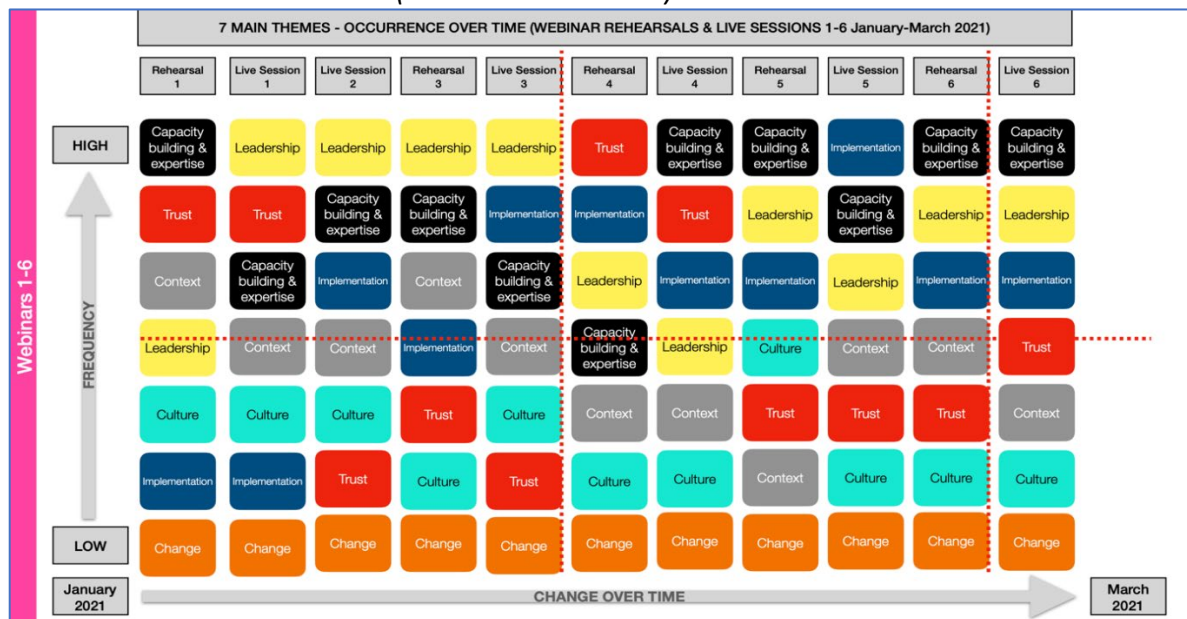 7 MAIN THEMES - OCCURRENCE OVER TIME (WEBINAR REHEARSALS & LIVE SESSIONS 1-6 January-March 2021)
Rehearsal
1
Live Session
1
Live Session
2
Rehearsal
3
Live Session
3
Rehearsal
4
Live Session
4
Rehearsal
5
Live Session
5
Rehearsal
6
Live Session
6
Webinars 1-6
HIGH
FREQUENCY
LOW
Capacity
building &
expertise
Leadership
Leadership
Leadership
Leadership
Trust
Capacity
building &
expertise
Capacity
building &
expertise
Implementation
Capacity
building &
expertise
Capacity
building &
expertise
Trust
Trust
Capacity
building &
expertise
Capacity
building &
expertise
Implementation
Implementation
Trust
Leadership
Capacity
building &
expertise
Leadership
Leadership
Context
Capacity
building &
expertise
Implementation
Context
Capacity
building &
expertise
Leadership
Implementation
Implementation
Leadership
Implementation
Implementation
Leadership
Context
Context
Implementation
Context
Capacity
building &
expertise
Leadership
Culture
Context
Context
Trust
Culture
Culture
Culture
Trust
Culture
Context
Context
Trust
Trust
Trust
Context
Implementation
Implementation
Trust
Culture
Trust
Culture
Culture
Context
Culture
Culture
Culture
Change
Change
Change
Change
Change
Change
Change
Change
Change
Change
Change
January
2021
CHANGE OVER TIME
March
2021